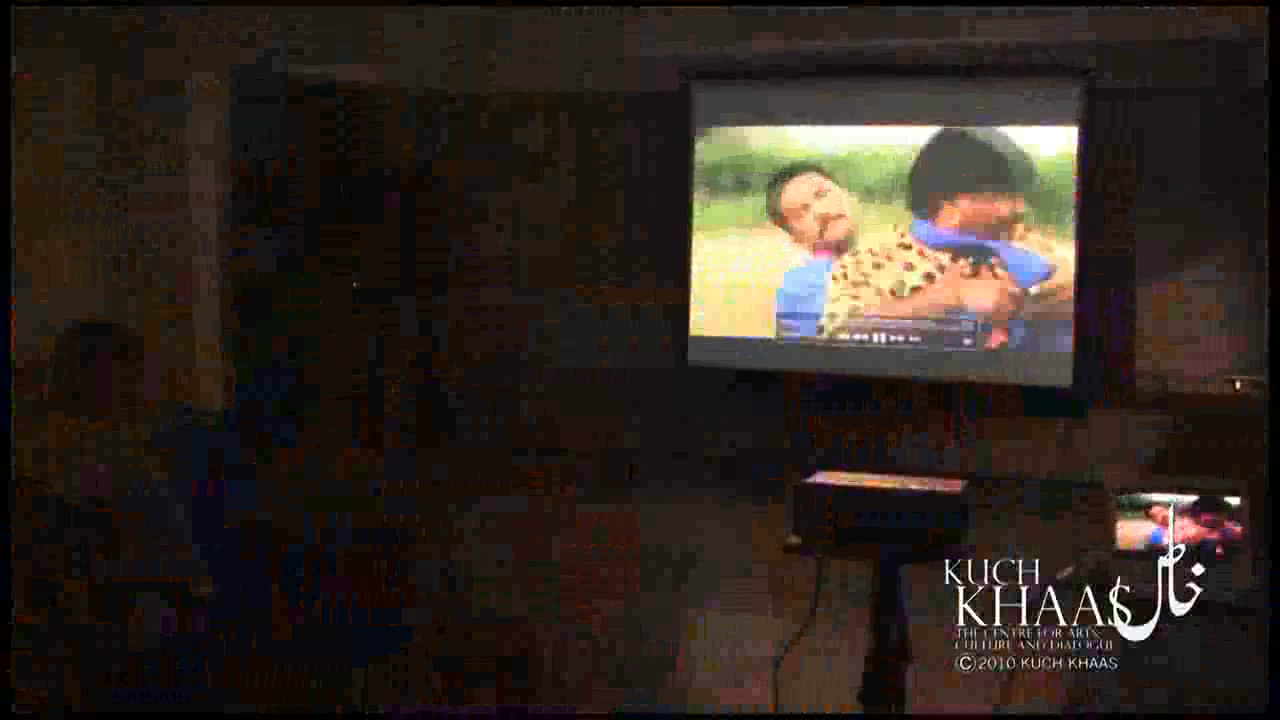 KUCH
KHAAS
خاص
THE CENTRE FOR ARTS,
CULTURE AND DIALOGUE
©2010 KUCH KHAAS